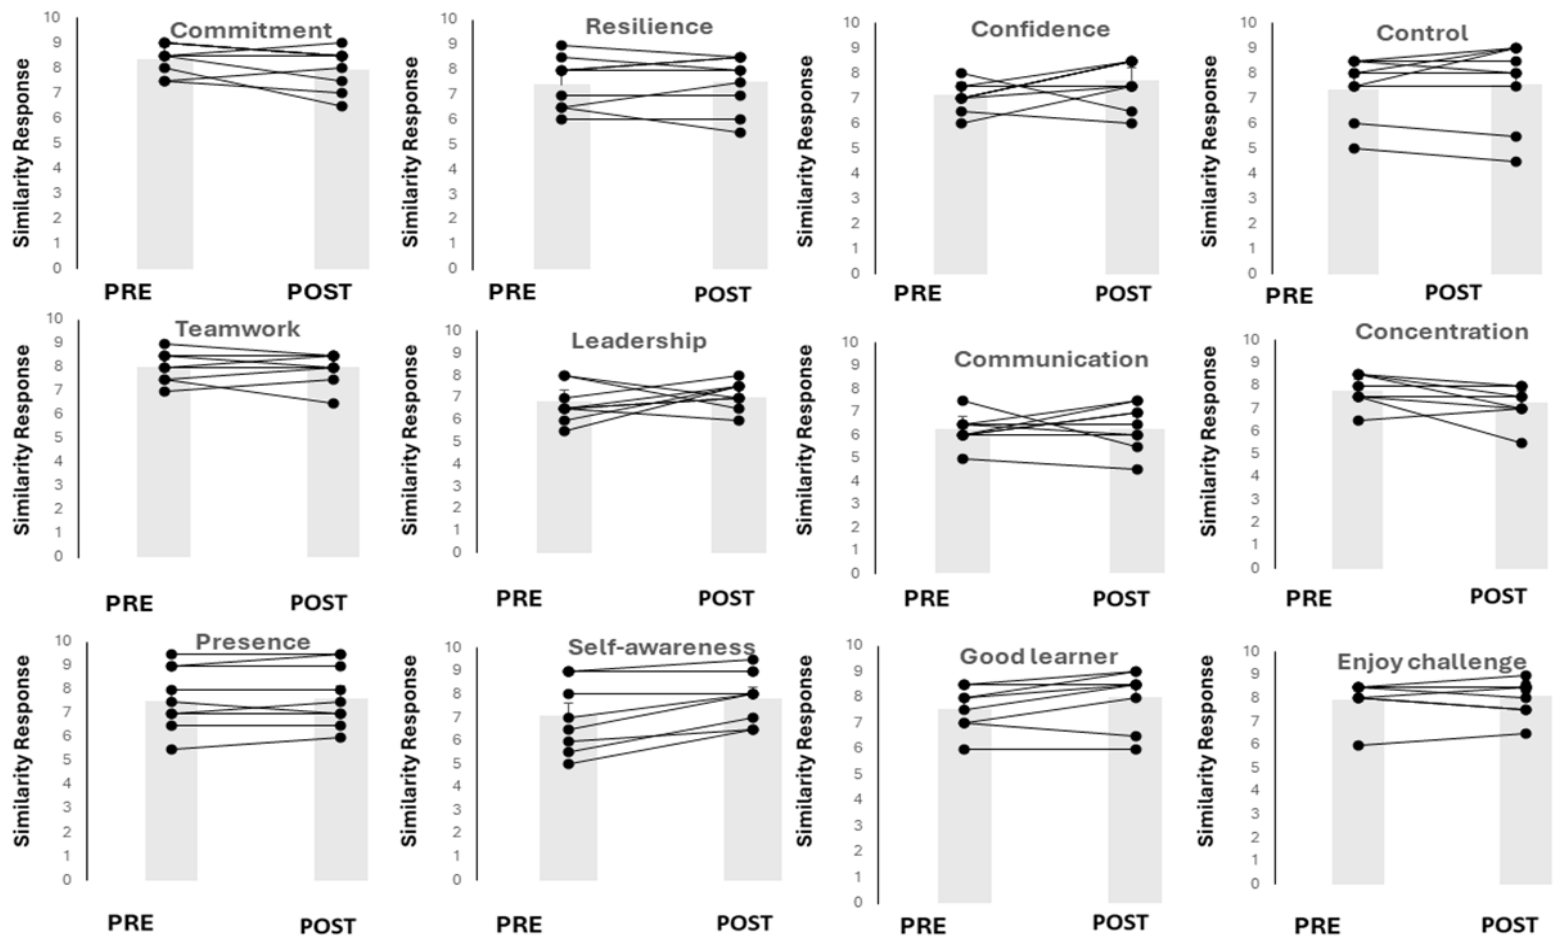 Commitment
Similarity Response
10
9
8
7
6
5
4
3
2
1
0
PRE
POST
Resilience
Similarity Response
10
9
8
7
6
5
4
3
2
1
0
PRE
POST
Confidence
Similarity Response
10
9
8
7
6
5
4
3
2
1
0
PRE
POST
Control
Similarity Response
10
9
8
7
6
5
4
3
2
1
0
PRE
POST
Teamwork
Similarity Response
10
9
8
7
6
5
4
3
2
1
0
PRE
POST
Leadership
Similarity Response
10
9
8
7
6
5
4
3
2
1
0
PRE
POST
Communication
Similarity Response
10
9
8
7
6
5
4
3
2
1
0
PRE
POST
Concentration
Similarity Response
10
9
8
7
6
5
4
3
2
1
0
PRE
POST
Presence
Similarity Response
10
9
8
7
6
5
4
3
2
1
0
PRE
POST
Self-awareness
Similarity Response
10
9
8
7
6
5
4
3
2
1
0
PRE
POST
Good learner
Similarity Response
10
9
8
7
6
5
4
3
2
1
0
PRE
POST
Enjoy challenge
Similarity Response
10
9
8
7
6
5
4
3
2
1
0
PRE
POST